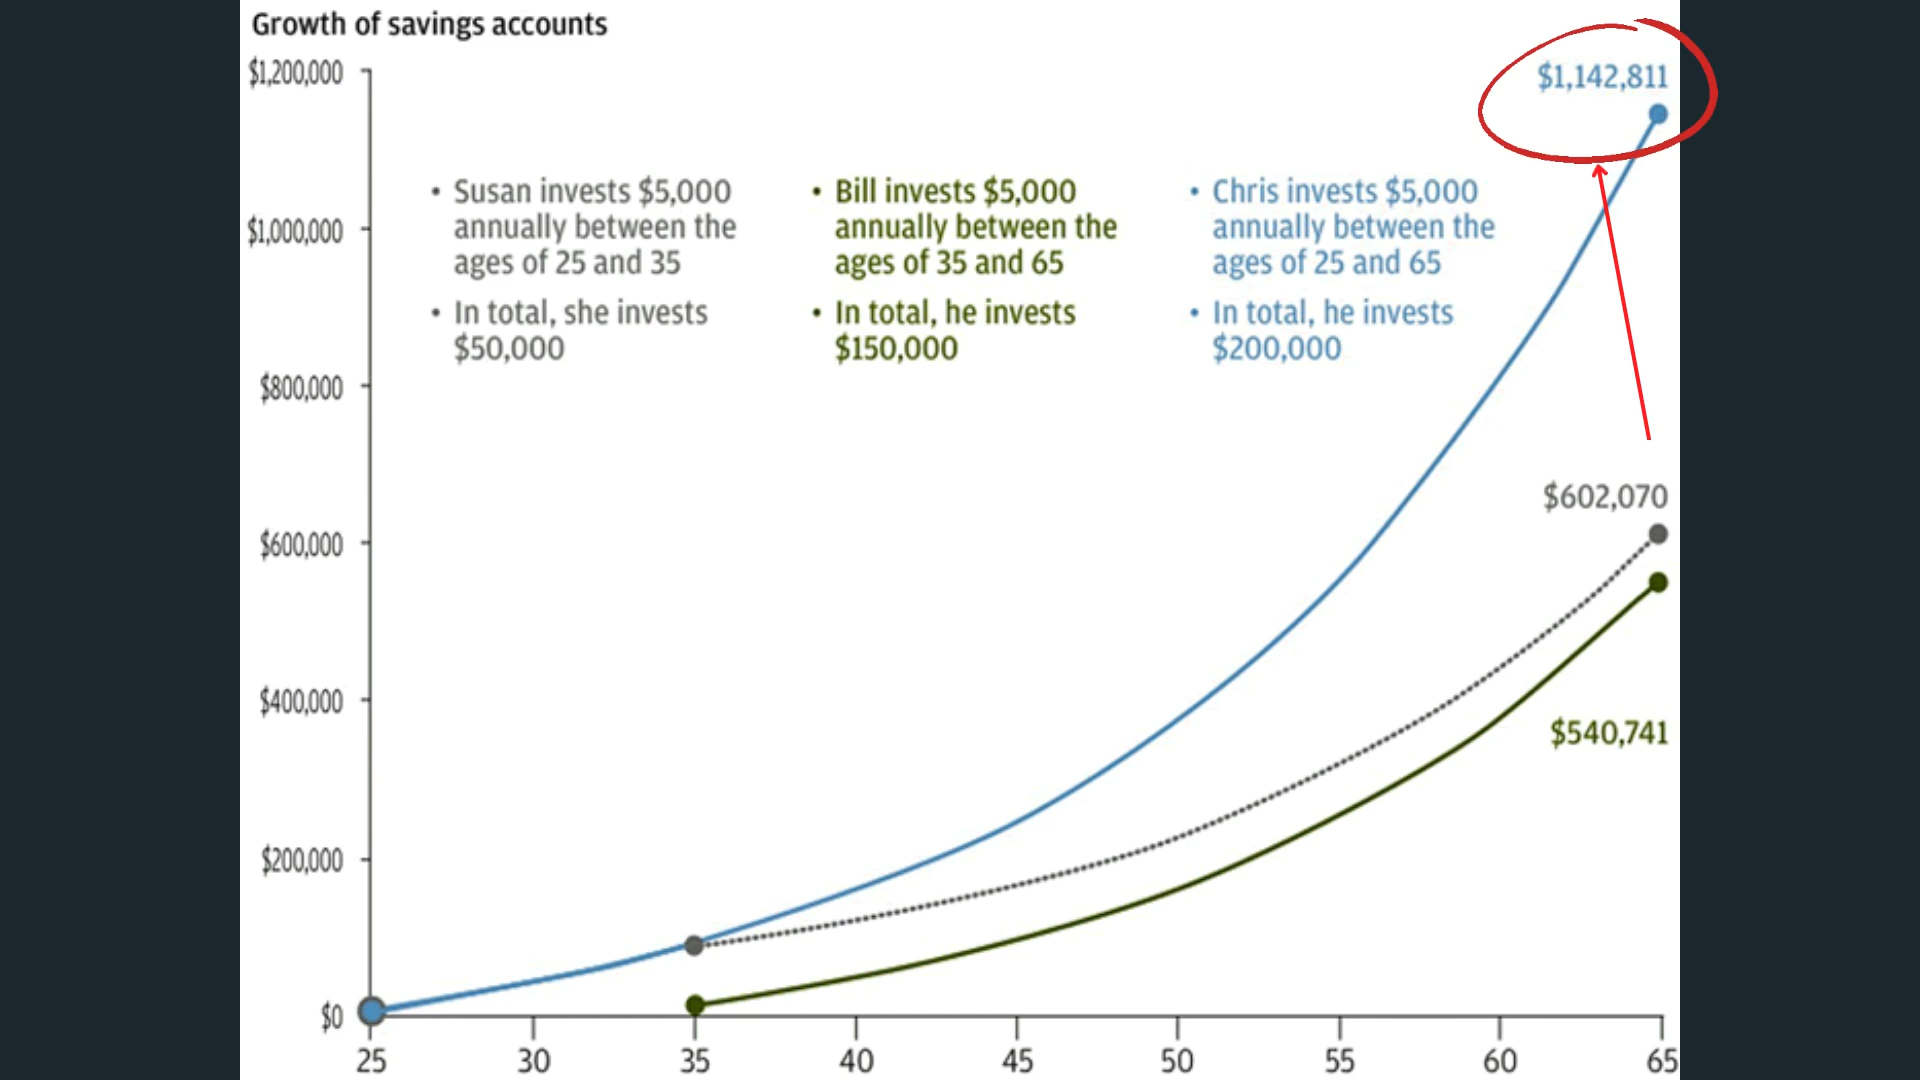 Growth of savings accounts
$1,200,000
$1,142,811
• Susan invests $5,000
annually between the
ages of 25 and 35
• In total, she invests
$50,000
• Bill invests $5,000
annually between the
ages of 35 and 65
• In total, he invests
$150,000
• Chris invests $5,000
annually between the
ages of 25 and 65
• In total, he invests
$200,000
$1,000,000
$800,000
$602,070
$600,000
$400,000
$540,741
$200,000
$0
25 30 35 40 45 50 55 60 65